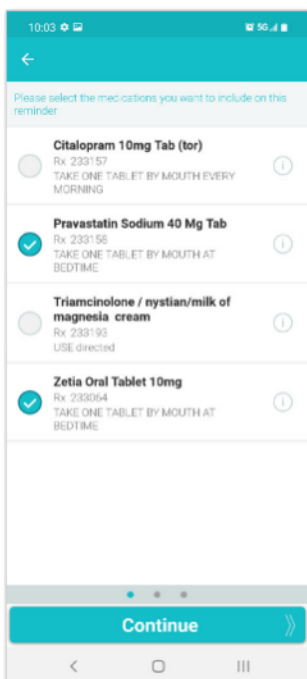 10:03
5G
Please select the medications you want to include on this
reminder
Citalopram 10mg Tab (tor)
Rx 233157
TAKE ONE TABLET BY MOUTH EVERY
MORNING
Pravastatin Sodium 40 Mg Tab
Rx 233156
TAKE ONE TABLET BY MOUTH AT
BEDTIME
Triamcinolone / nystian/milk of
magnesia cream
Rx 233193
USE directed
Zetia Oral Tablet 10mg
Rx 233064
TAKE ONE TABLET BY MOUTH AT
BEDTIME
Continue